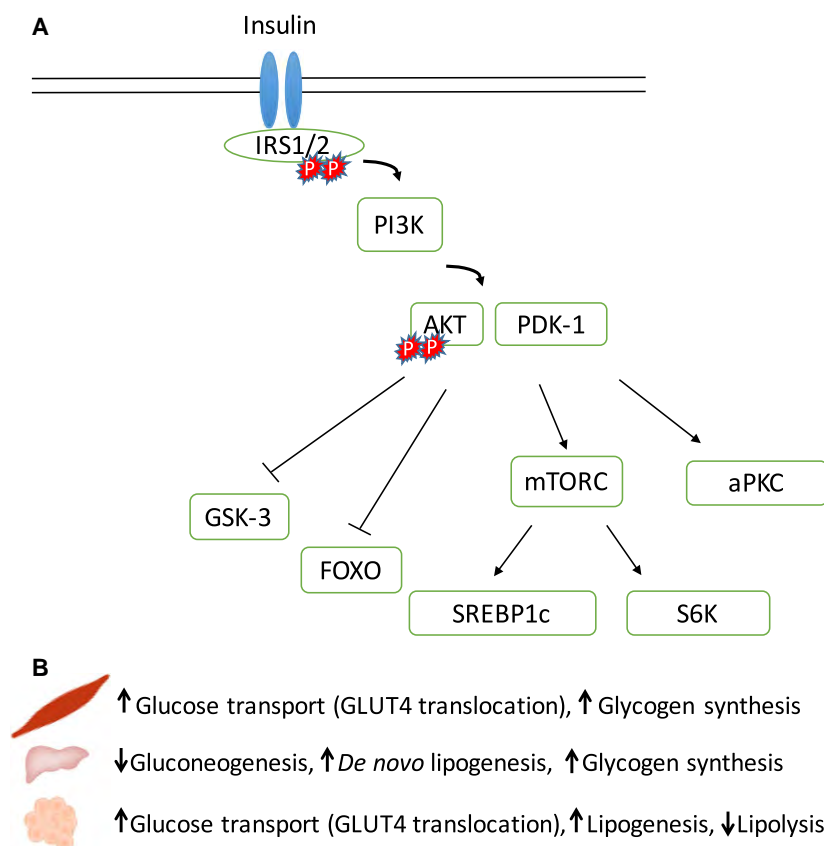 A
Insulin
IRS1/2
P P
PI3K
AKT PDK-1
P P
mTORC
aPKC
GSK-3
FOXO
SREBP1c
S6K
B
↑Glucose transport (GLUT4 translocation), ↑ Glycogen synthesis
↓Gluconeogenesis, ↑De novo lipogenesis, ↑Glycogen synthesis
↑Glucose transport (GLUT4 translocation), ↑Lipogenesis, ↓Lipolysis